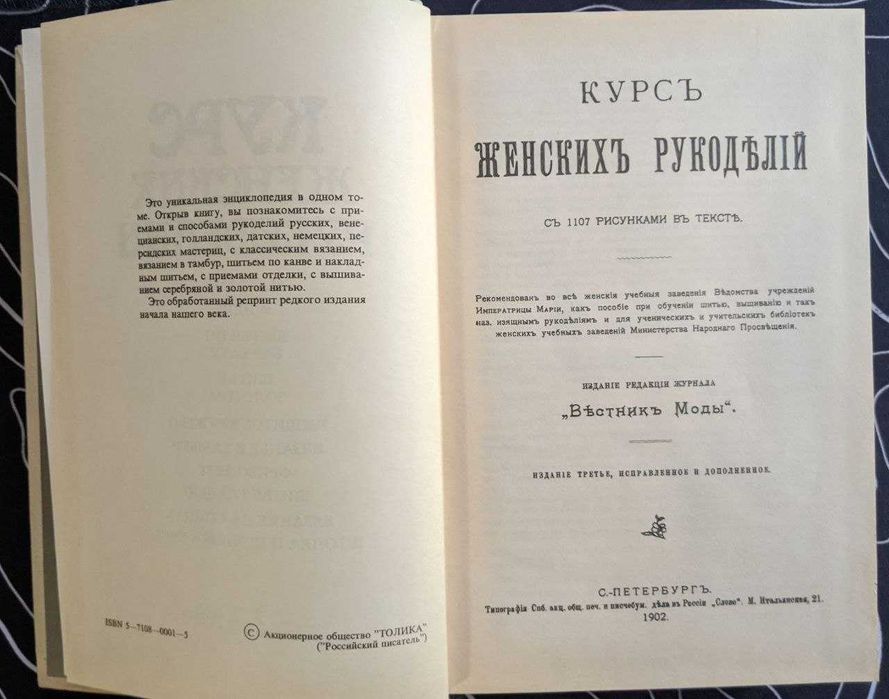 Это уникальная энциклопедия в одном то-
ме. Открыв книгу, вы познакомитесь с при-
емами и способами рукоделий русских, вене-
цианских, голландских, датских, немецких, пе-
рсидских мастериц, с классическим вязанием,
вязанием в тамбур, шитьем по канве и наклад-
ным шитьем, с приемами отделки, с вышива-
нием серебряной и золотой нитью.
Это обработанный репринт редкого издания
начала нашего века.
ISBN 5—7108—0001—5
© Акционерное общество "ТОЛИКА"
("Российский писатель")
КУРСЪ
ЖЕНСКИХЪ РУКОДѢЛІЙ
СЪ 1107 РИСУНКАМИ ВЪ ТЕКСТѢ.
Рекомендован во всѣ женскія учебныя заведенія Вѣдомства учрежденій
Императрицы Маріи, какъ пособіе при обученіи шитью, вышиванію и такъ
наз. изящнымъ рукодѣліямъ и для ученическихъ и учительскихъ библіотекъ
женскихъ учебныхъ заведеній Министерства Народнаго Просвѣщенія.
ИЗДАНІЕ РЕДАКЦІИ ЖУРНАЛА
„Вѣстникъ Моды“.
ИЗДАНІЕ ТРЕТЬЕ, ИСПРАВЛЕННОЕ И ДОПОЛНЕННОЕ.
С.-ПЕТЕРБУРГЪ.
Типографія Спб. акц. общ. печ. и писчебум. дѣла въ Россіи „Слово“. М. Итальянская, 21.
1902.